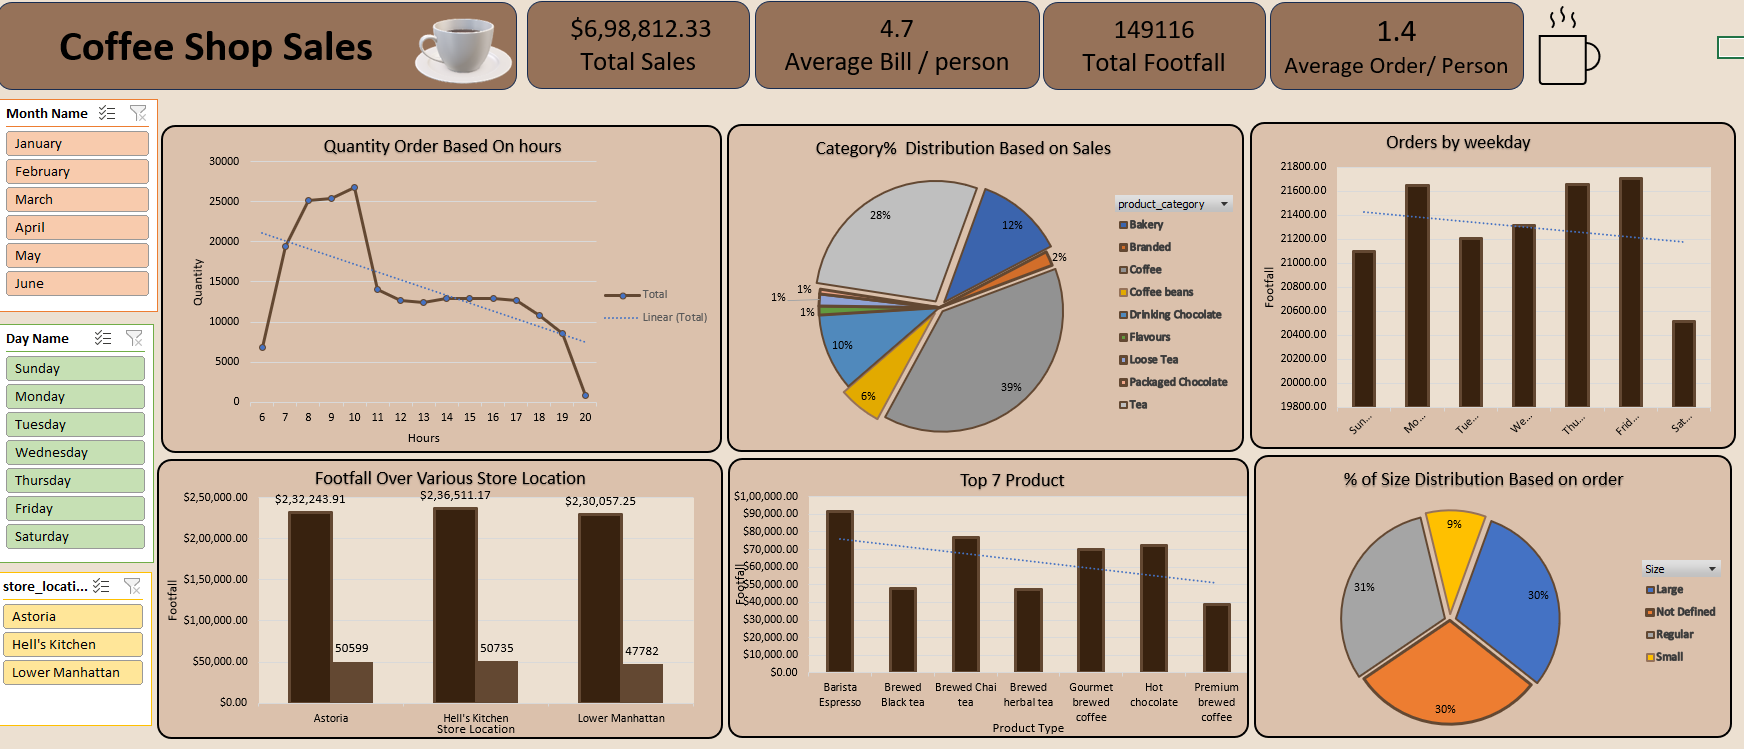 Coffee Shop Sales
$6,98,812.33
Total Sales
4.7
Average Bill / person
149116
Total Footfall
1.4
Average Order/ Person
Month Name
January
February
March
April
May
June
Day Name
Sunday
Monday
Tuesday
Wednesday
Thursday
Friday
Saturday
store_locati...
Astoria
Hell's Kitchen
Lower Manhattan
Quantity Order Based On hours
30000
25000
20000
15000
10000
5000
0
Quantity
6 7 8 9 10 11 12 13 14 15 16 17 18 19 20
Hours
Total
Linear (Total)
Category% Distribution Based on Sales
28%
12%
2%
39%
6%
10%
1%
1%
1%
product_category
Bakery
Branded
Coffee
Coffee beans
Drinking Chocolate
Flavours
Loose Tea
Packaged Chocolate
Tea
Orders by weekday
21800.00
21600.00
21400.00
21200.00
21000.00
20800.00
20600.00
20400.00
20200.00
20000.00
19800.00
Footfall
Sun... Mo... Tue... We... Thu... Frid... Sat...
Footfall Over Various Store Location
$2,50,000.00
$2,00,000.00
$1,50,000.00
$1,00,000.00
$50,000.00
$0.00
Footfall
$2,32,243.91
$2,36,511.17
$2,30,057.25
50599
50735
47782
Astoria Hell's Kitchen Lower Manhattan
Store Location
Top 7 Product
$1,00,000.00
$90,000.00
$80,000.00
$70,000.00
$60,000.00
$50,000.00
$40,000.00
$30,000.00
$20,000.00
$10,000.00
$0.00
Footfall
Barista Espresso
Brewed Black tea
Brewed Chai tea
Brewed herbal tea
Gourmet brewed coffee
Hot chocolate
Premium brewed coffee
Product Type
% of Size Distribution Based on order
9%
31%
30%
30%
Size
Large
Not Defined
Regular
Small